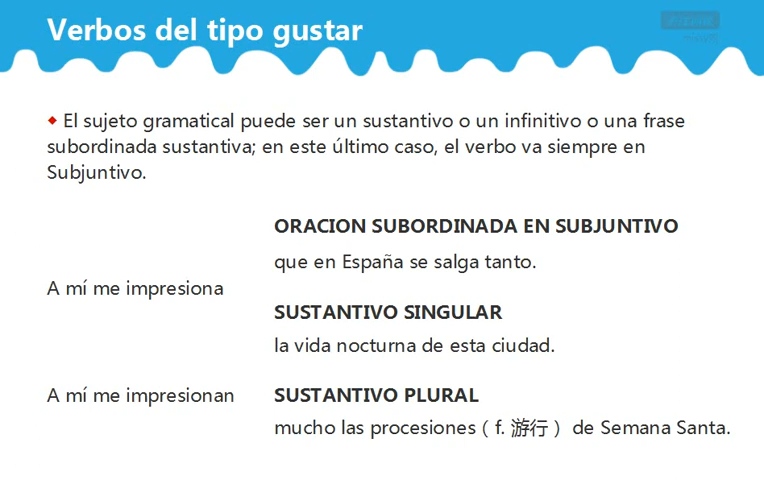 Verbos del tipo gustar
El sujeto gramatical puede ser un sustantivo o un infinitivo o una frase
subordinada sustantiva; en este último caso, el verbo va siempre en
Subjuntivo.
ORACION SUBORDINADA EN SUBJUNTIVO
que en España se salga tanto.
A mí me impresiona
SUSTANTIVO SINGULAR
la vida nocturna de esta ciudad.
A mí me impresionan
SUSTANTIVO PLURAL
mucho las procesiones ( f. 游行 ) de Semana Santa.